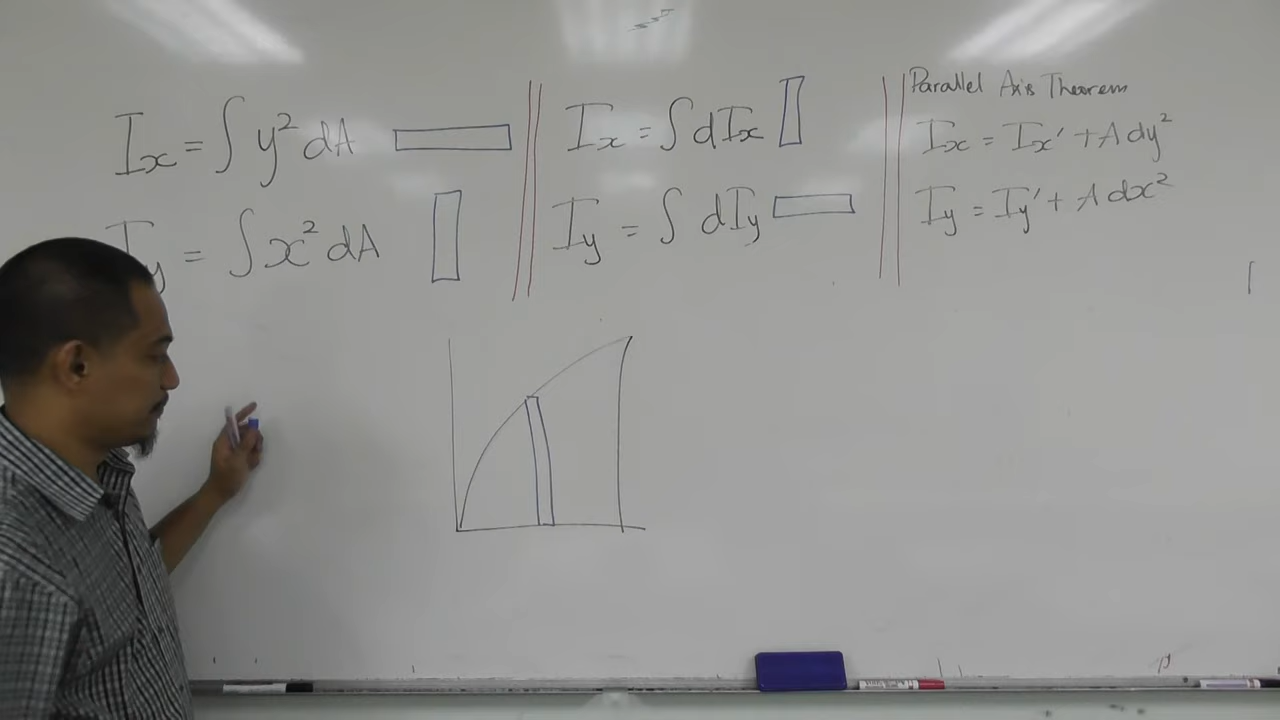 Ix = ∫ y² dA
Iy = ∫ x² dA
Ix = ∫ dIx
Iy = ∫ dIy
Parallel Axis Theorem
Ix = Ix' + A dy²
Iy = Iy' + A dx²